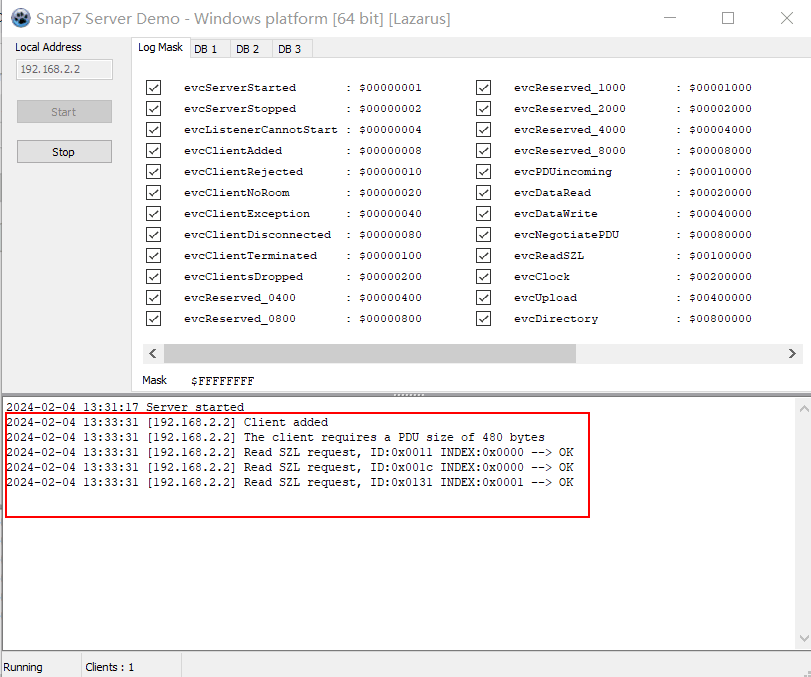 Snap7 Server Demo - Windows platform [64 bit] [Lazarus]
Local Address
192.168.2.2
Start
Stop
Log Mask DB 1 DB 2 DB 3
evcServerStarted : $00000001 evcReserved_1000 : $00001000
evcServerStopped : $00000002 evcReserved_2000 : $00002000
evcListenerCannotStart : $00000004 evcReserved_4000 : $00004000
evcClientAdded : $00000008 evcReserved_8000 : $00008000
evcClientRejected : $00000010 evcPDUincoming : $00010000
evcClientNoRoom : $00000020 evcDataRead : $00020000
evcClientException : $00000040 evcDataWrite : $00040000
evcClientDisconnected : $00000080 evcNegotiatePDU : $00080000
evcClientTerminated : $00000100 evcReadSZL : $00100000
evcClientsDropped : $00000200 evcClock : $00200000
evcReserved_0400 : $00000400 evcUpload : $00400000
evcReserved_0800 : $00000800 evcDirectory : $00800000
Mask $FFFFFFFF
2024-02-04 13:31:17 Server started
2024-02-04 13:33:31 [192.168.2.2] Client added
2024-02-04 13:33:31 [192.168.2.2] The client requires a PDU size of 480 bytes
2024-02-04 13:33:31 [192.168.2.2] Read SZL request, ID:0x0011 INDEX:0x0000 --> OK
2024-02-04 13:33:31 [192.168.2.2] Read SZL request, ID:0x001c INDEX:0x0000 --> OK
2024-02-04 13:33:31 [192.168.2.2] Read SZL request, ID:0x0131 INDEX:0x0001 --> OK
Running Clients : 1